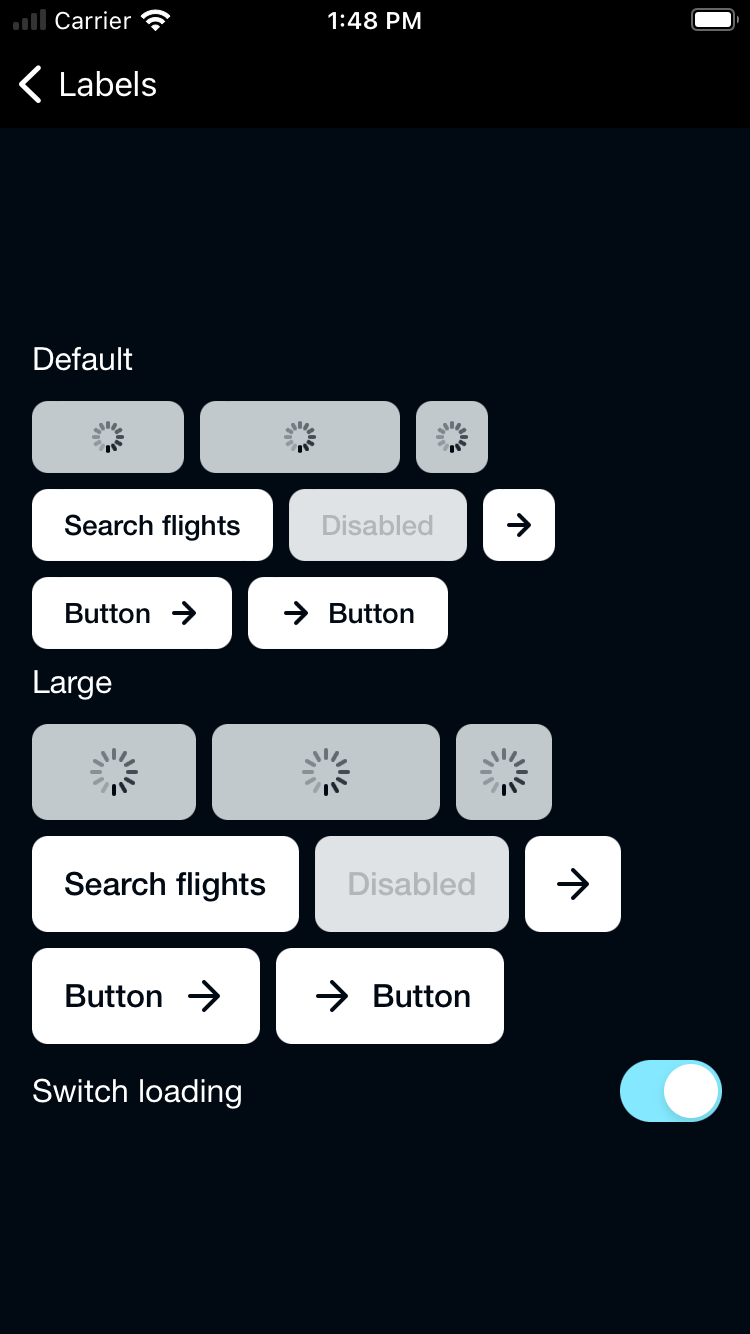 Carrier 1:48 PM
Labels
Default
Search flights Disabled
Button Button
Large
Search flights Disabled
Button Button
Switch loading